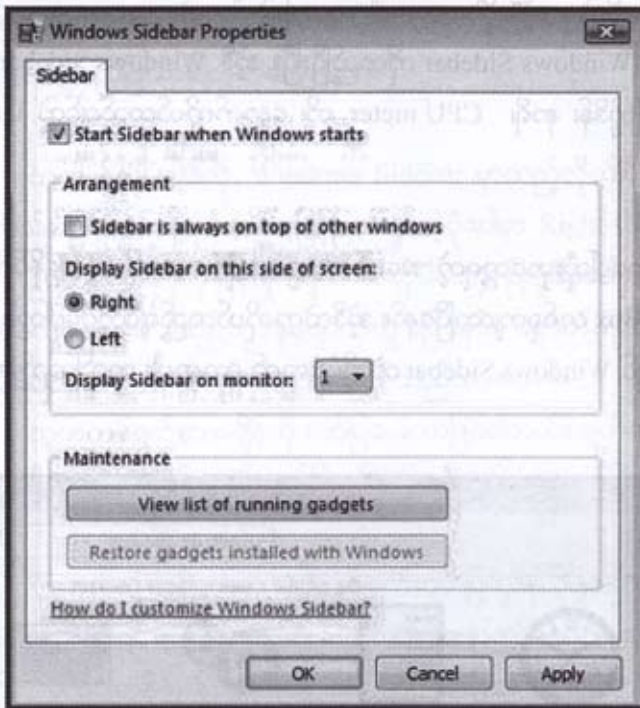 Windows Sidebar Properties
Sidebar
Start Sidebar when Windows starts
Arrangement
Sidebar is always on top of other windows
Display Sidebar on this side of screen:
Right
Left
Display Sidebar on monitor: 1
Maintenance
View list of running gadgets
Restore gadgets installed with Windows
How do I customize Windows Sidebar?
OK Cancel Apply